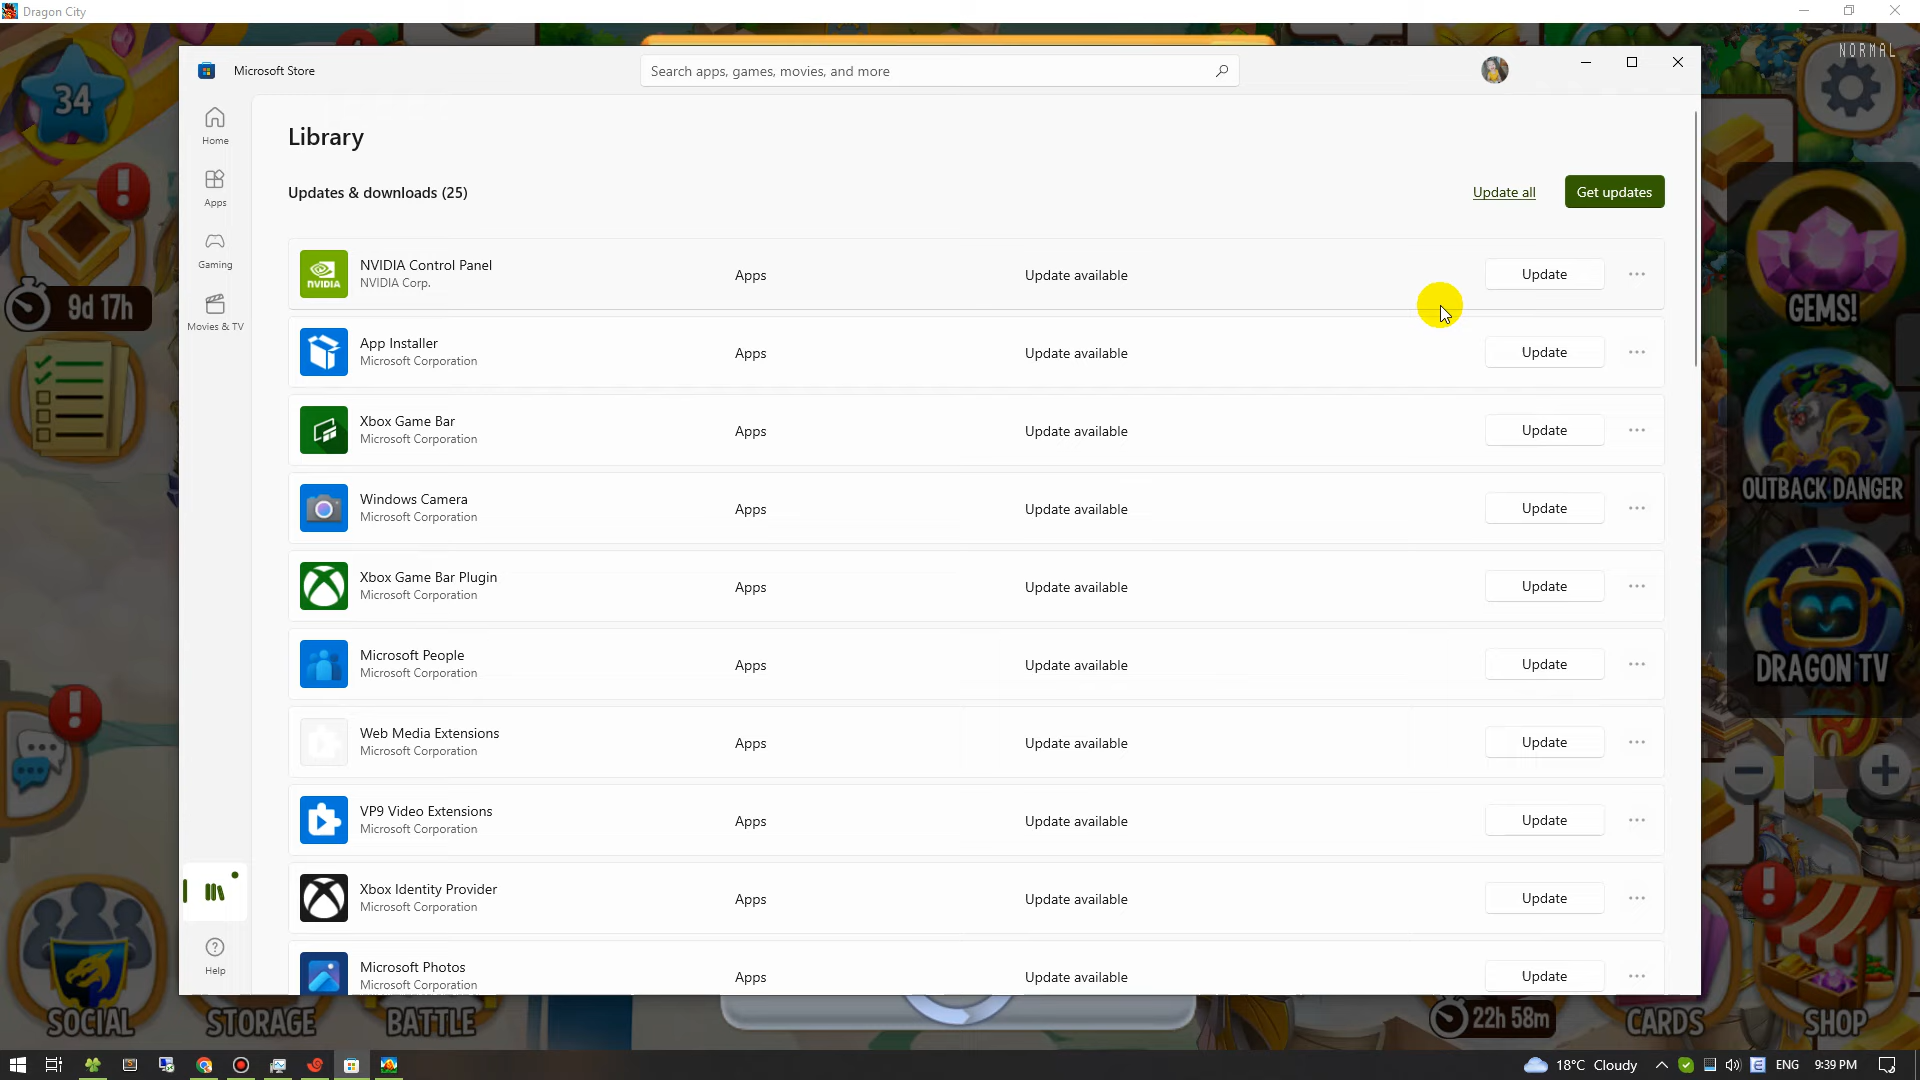 Dragon City
NORMAL
34
Microsoft Store
Search apps, games, movies, and more
Home
Library
Apps
Updates & downloads (25)
Update all
Get updates
Gaming
NVIDIA Control Panel
NVIDIA Corp.
Apps
Update available
Update
GEMS!
9d 17h
Movies & TV
App Installer
Microsoft Corporation
Apps
Update available
Update
Xbox Game Bar
Microsoft Corporation
Apps
Update available
Update
Windows Camera
Microsoft Corporation
Apps
Update available
Update
OUTBACK DANGER
Xbox Game Bar Plugin
Microsoft Corporation
Apps
Update available
Update
Microsoft People
Microsoft Corporation
Apps
Update available
Update
DRAGON TV
Web Media Extensions
Microsoft Corporation
Apps
Update available
Update
VP9 Video Extensions
Microsoft Corporation
Apps
Update available
Update
Xbox Identity Provider
Microsoft Corporation
Apps
Update available
Update
Help
Microsoft Photos
Microsoft Corporation
Apps
Update available
Update
SOCIAL
STORAGE
BATTLE
22h 58m
CARDS
SHOP
18°C Cloudy
ENG
9:39 PM